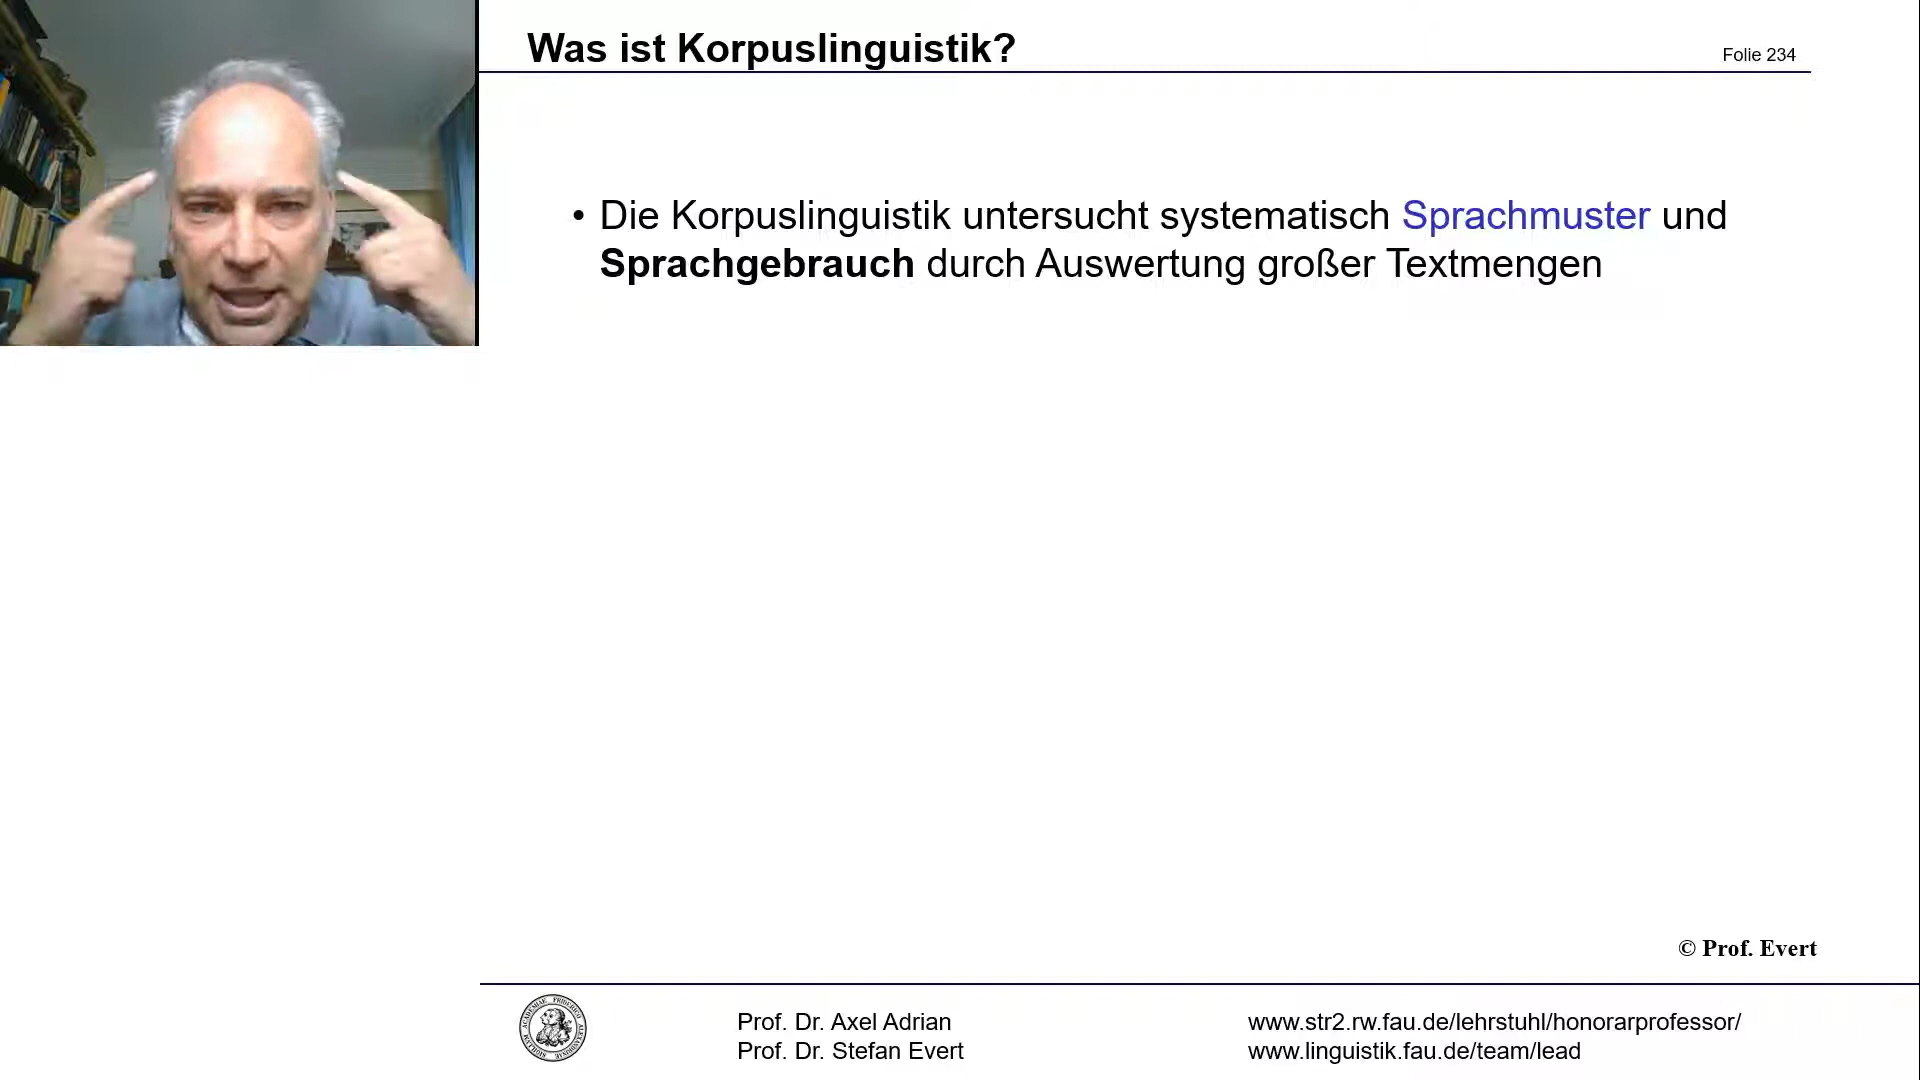 Was ist Korpuslinguistik?
Folie 234
• Die Korpuslinguistik untersucht systematisch Sprachmuster und
Sprachgebrauch durch Auswertung großer Textmengen
© Prof. Evert
Prof. Dr. Axel Adrian
Prof. Dr. Stefan Evert
www.str2.rw.fau.de/lehrstuhl/honorarprofessor/
www.linguistik.fau.de/team/lead